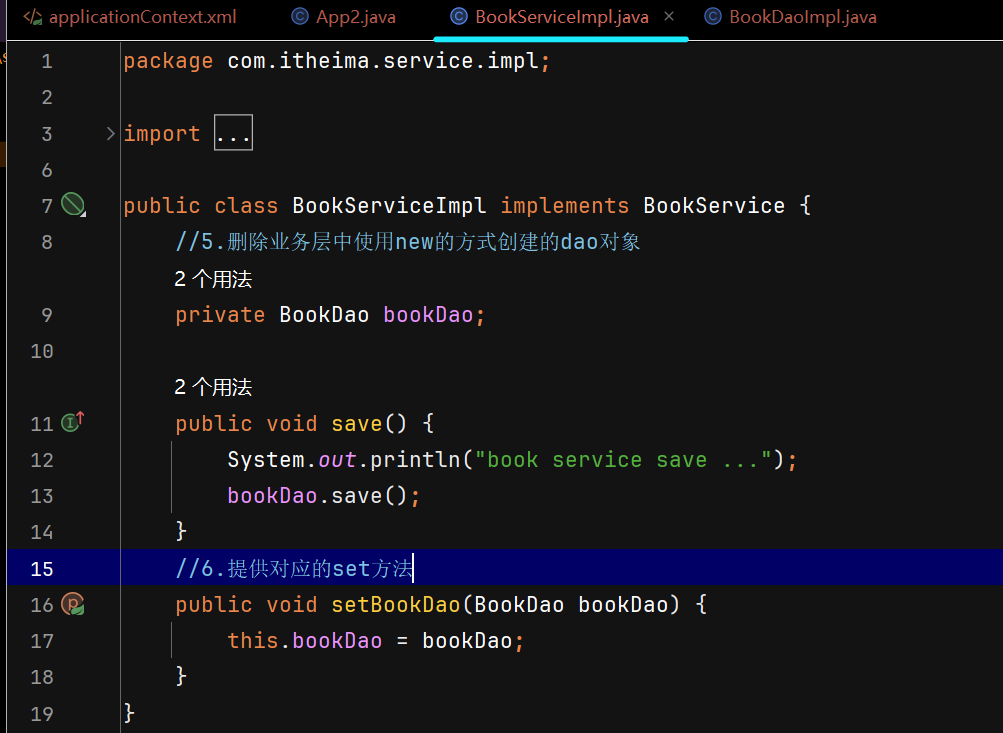 applicationContext.xml App2.java BookServiceImpl.java BookDaoImpl.java
1 package com.itheima.service.impl;
2
3 import ...
6
7 public class BookServiceImpl implements BookService {
8 //5.删除业务层中使用new的方式创建的dao对象
2 个用法
9 private BookDao bookDao;
10
2 个用法
11 public void save() {
12 System.out.println("book service save ...");
13 bookDao.save();
14 }
15 //6.提供对应的set方法
16 public void setBookDao(BookDao bookDao) {
17 this.bookDao = bookDao;
18 }
19 }